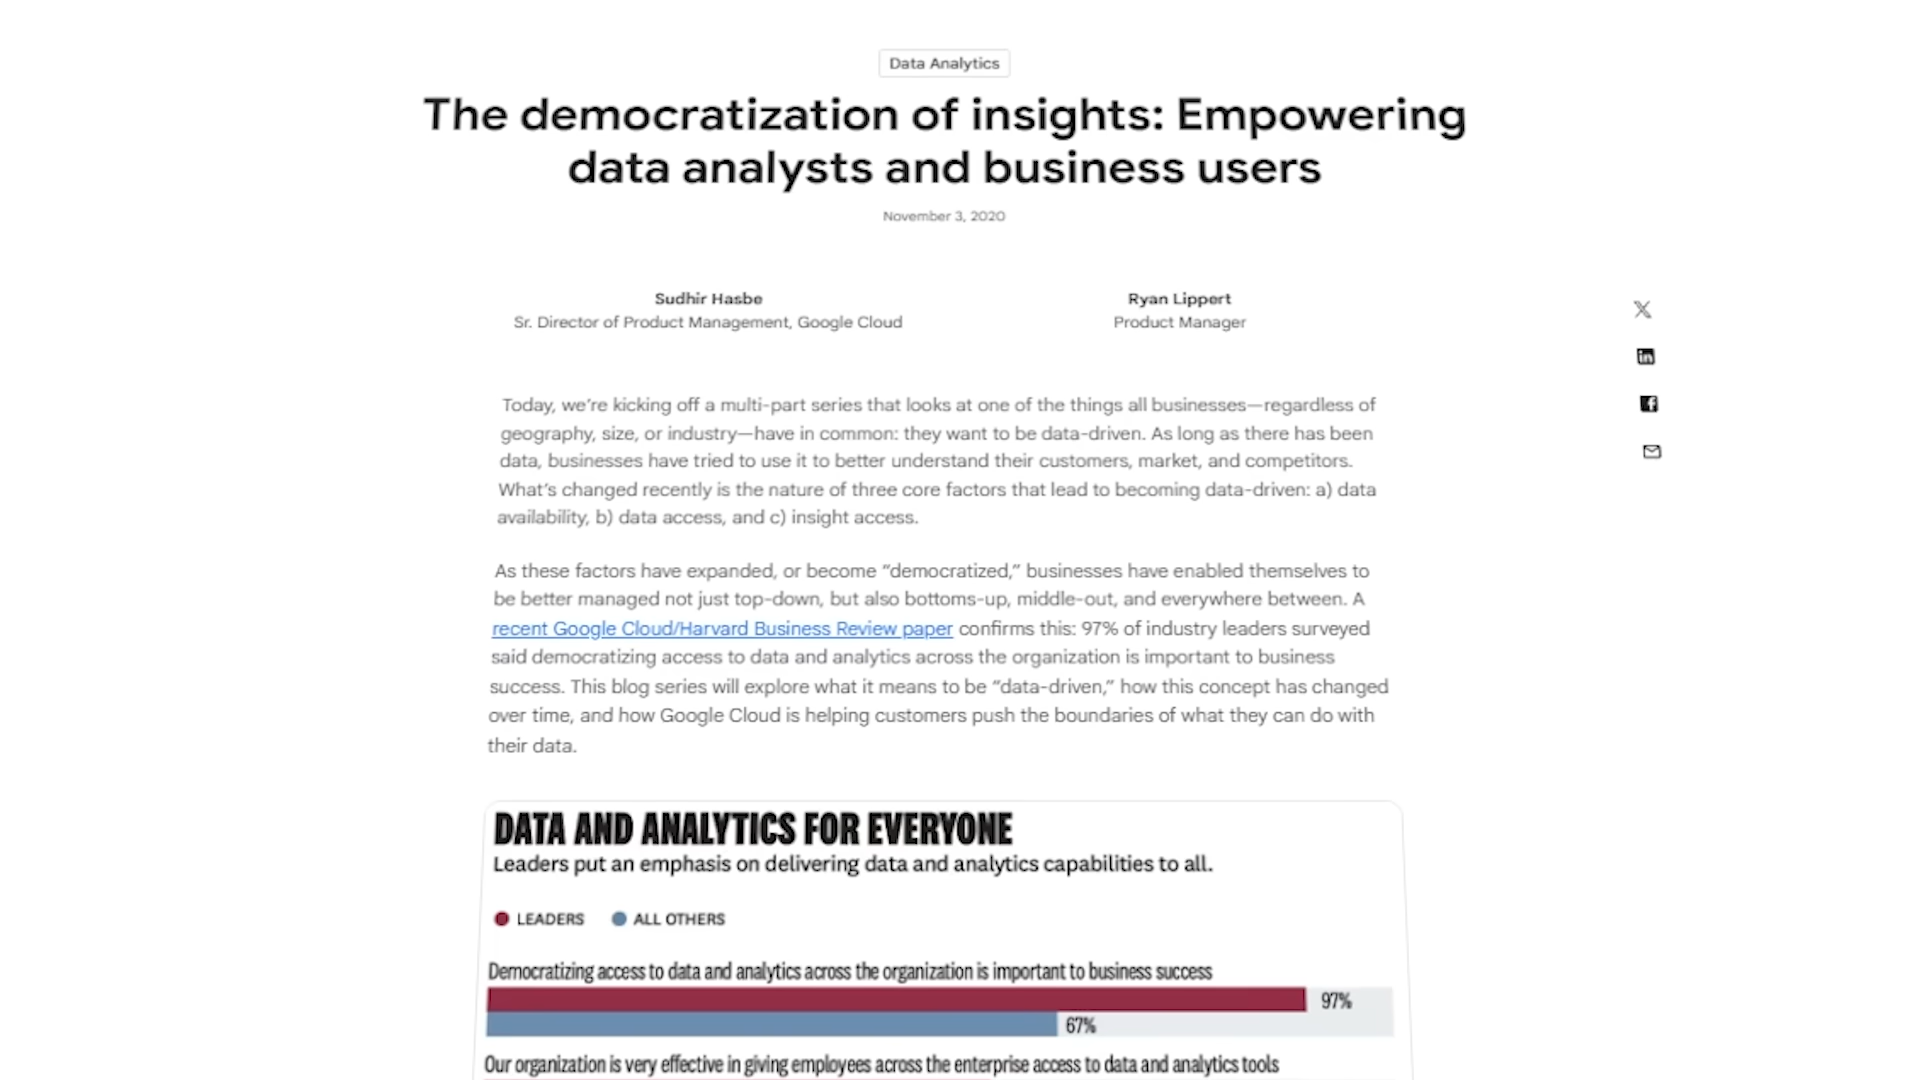 Data Analytics
The democratization of insights: Empowering
data analysts and business users
November 3, 2020
Sudhir Hasbe
Sr. Director of Product Management, Google Cloud
Ryan Lippert
Product Manager
Today, we’re kicking off a multi-part series that looks at one of the things all businesses—regardless of
geography, size, or industry—have in common: they want to be data-driven. As long as there has been
data, businesses have tried to use it to better understand their customers, market, and competitors.
What’s changed recently is the nature of three core factors that lead to becoming data-driven: a) data
availability, b) data access, and c) insight access.
As these factors have expanded, or become “democratized,” businesses have enabled themselves to
be better managed not just top-down, but also bottoms-up, middle-out, and everywhere between. A
recent Google Cloud/Harvard Business Review paper confirms this: 97% of industry leaders surveyed
said democratizing access to data and analytics across the organization is important to business
success. This blog series will explore what it means to be “data-driven,” how this concept has changed
over time, and how Google Cloud is helping customers push the boundaries of what they can do with
their data.
DATA AND ANALYTICS FOR EVERYONE
Leaders put an emphasis on delivering data and analytics capabilities to all.
LEADERS ALL OTHERS
Democratizing access to data and analytics across the organization is important to business success
97%
67%
Our organization is very effective in giving employees across the enterprise access to data and analytics tools